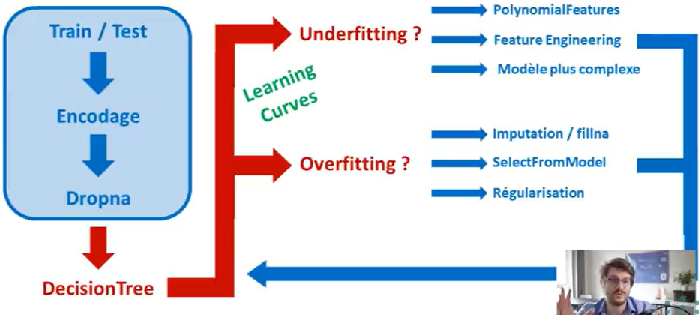 Train / Test
Encodage
Dropna
DecisionTree
Learning
Curves
Underfitting ?
PolynomialFeatures
Feature Engineering
Modèle plus complexe
Overfitting ?
Imputation / fillna
SelectFromModel
Régularisation